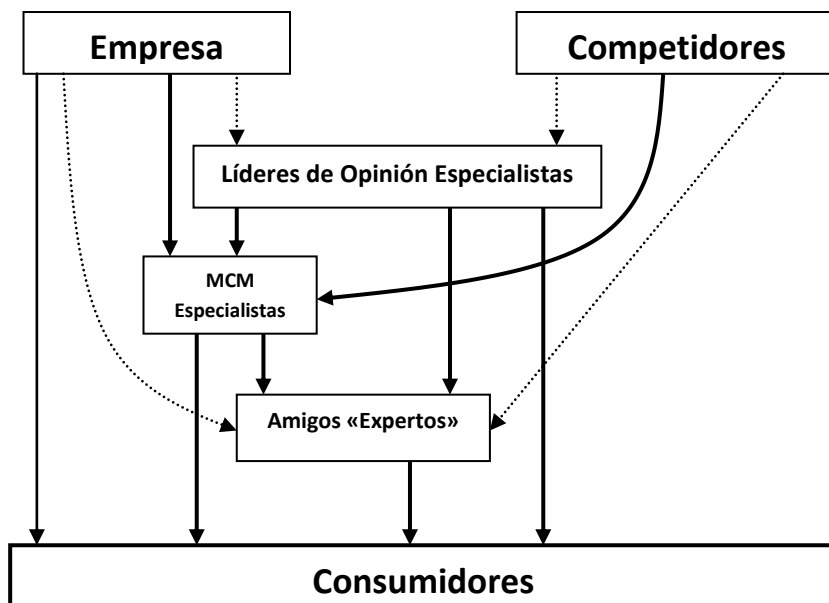 Empresa
Competidores
Líderes de Opinión Especialistas
MCM
Especialistas
Amigos «Expertos»
Consumidores